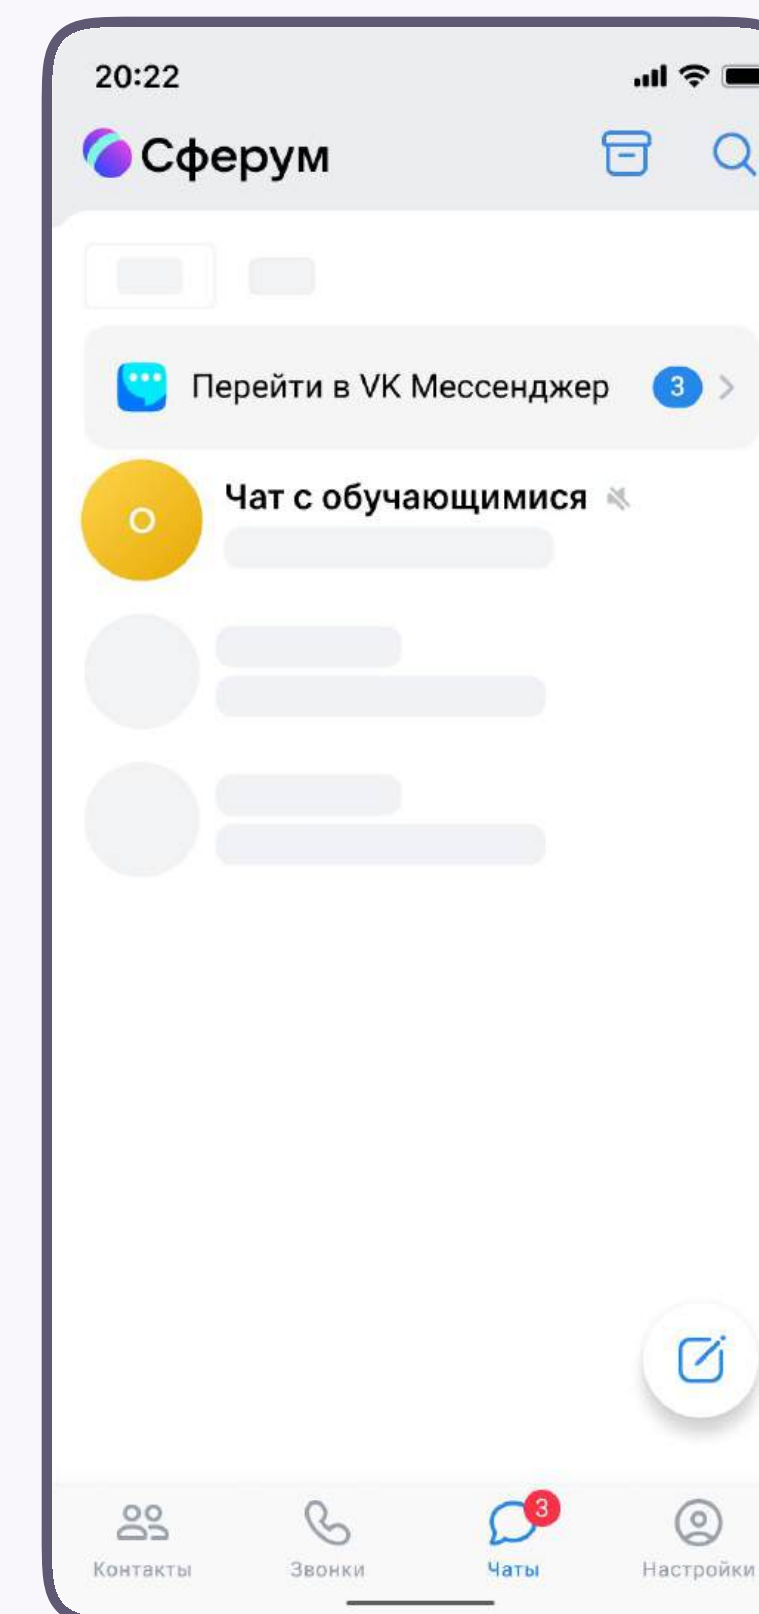 20:22
Сферум
Перейти в VK Мессенджер 3
О
Чат с обучающимися
3
Контакты Звонки Чаты Настройки